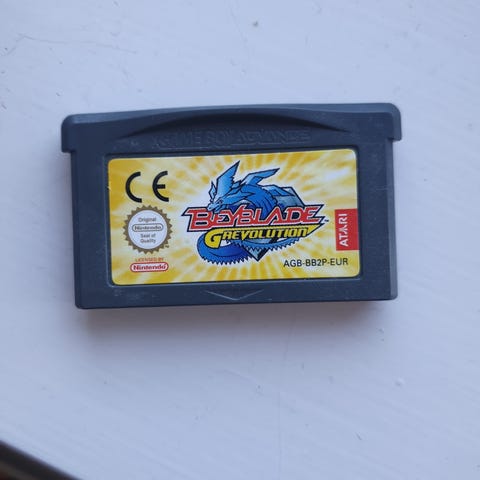 GAME BOY ADVANCE
CE
Original
Nintendo
Seal of
Quality
LICENSED BY
Nintendo
BEYBLADE
GREVOLUTION
ATARI
AGB-BB2P-EUR